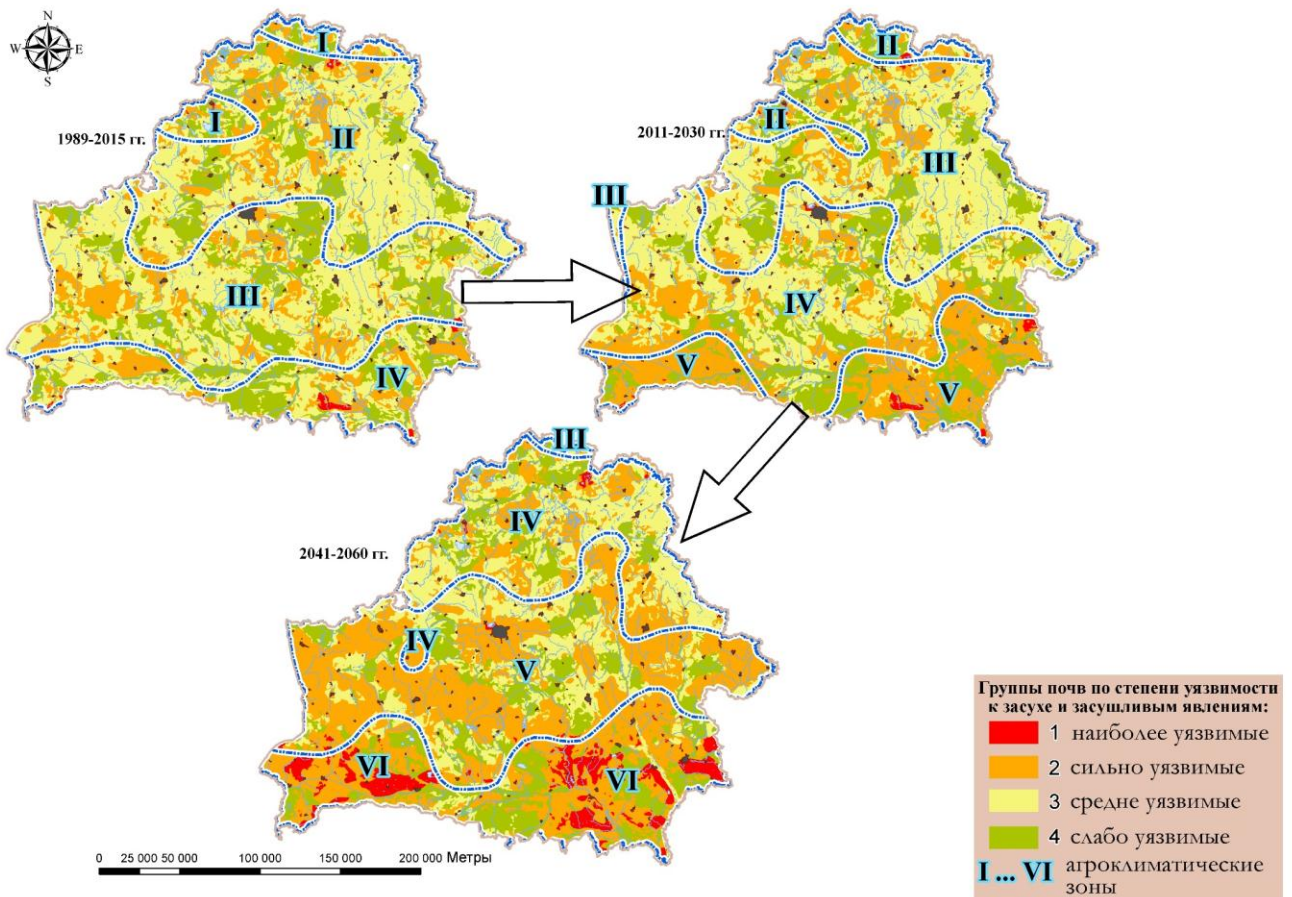 N
W E
S
I
I
1989-2015 гг.
II
III
IV
II
II
2011-2030 гг.
III
III
IV
V
V
III
IV
2041-2060 гг.
IV
V
VI
VI
0 25 000 50 000 100 000 150 000 200 000 Метры
Группы почв по степени уязвимости
к засухе и засушливым явлениям:
1 наиболее уязвимые
2 сильно уязвимые
3 средне уязвимые
4 слабо уязвимые
I ... VI агроклиматические
зоны